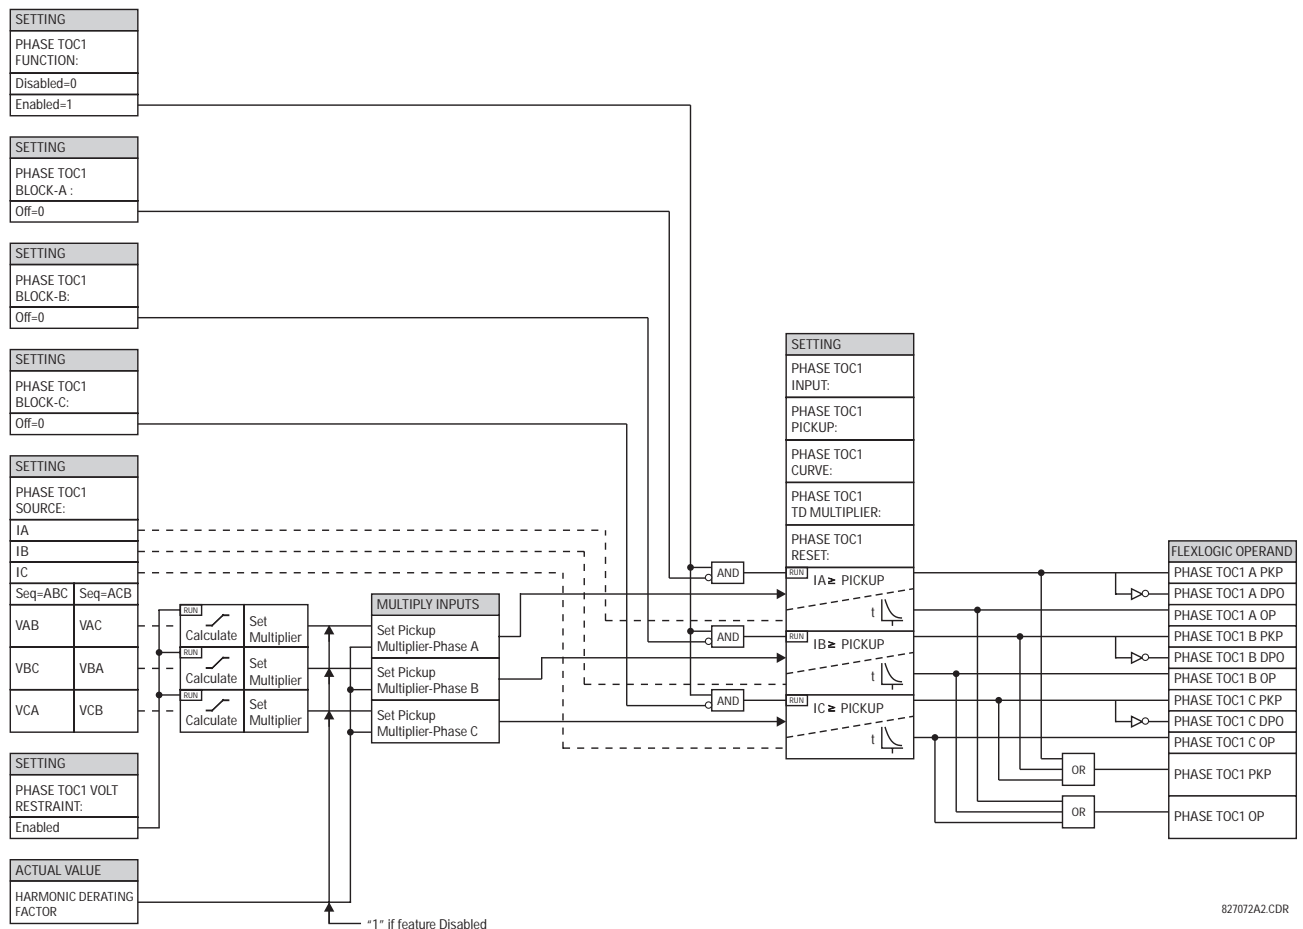 SETTING
PHASE TOC1
FUNCTION:
Disabled=0
Enabled=1
SETTING
PHASE TOC1
BLOCK-A :
Off=0
SETTING
PHASE TOC1
BLOCK-B:
Off=0
SETTING
PHASE TOC1
BLOCK-C:
Off=0
SETTING
PHASE TOC1
SOURCE:
IA
IB
IC
Seq=ABC Seq=ACB
VAB VAC
VBC VBA
VCA VCB
SETTING
PHASE TOC1 VOLT
RESTRAINT:
Enabled
ACTUAL VALUE
HARMONIC DERATING
FACTOR
RUN
Calculate
Set
Multiplier
RUN
Calculate
Set
Multiplier
RUN
Calculate
Set
Multiplier
"1" if feature Disabled
MULTIPLY INPUTS
Set Pickup
Multiplier-Phase A
Set Pickup
Multiplier-Phase B
Set Pickup
Multiplier-Phase C
AND
AND
AND
SETTING
PHASE TOC1
INPUT:
PHASE TOC1
PICKUP:
PHASE TOC1
CURVE:
PHASE TOC1
TD MULTIPLIER:
PHASE TOC1
RESET:
RUN
IA ≥ PICKUP
t
RUN
IB ≥ PICKUP
t
RUN
IC ≥ PICKUP
t
OR
OR
FLEXLOGIC OPERAND
PHASE TOC1 A PKP
PHASE TOC1 A DPO
PHASE TOC1 A OP
PHASE TOC1 B PKP
PHASE TOC1 B DPO
PHASE TOC1 B OP
PHASE TOC1 C PKP
PHASE TOC1 C DPO
PHASE TOC1 C OP
PHASE TOC1 PKP
PHASE TOC1 OP
827072A2.CDR